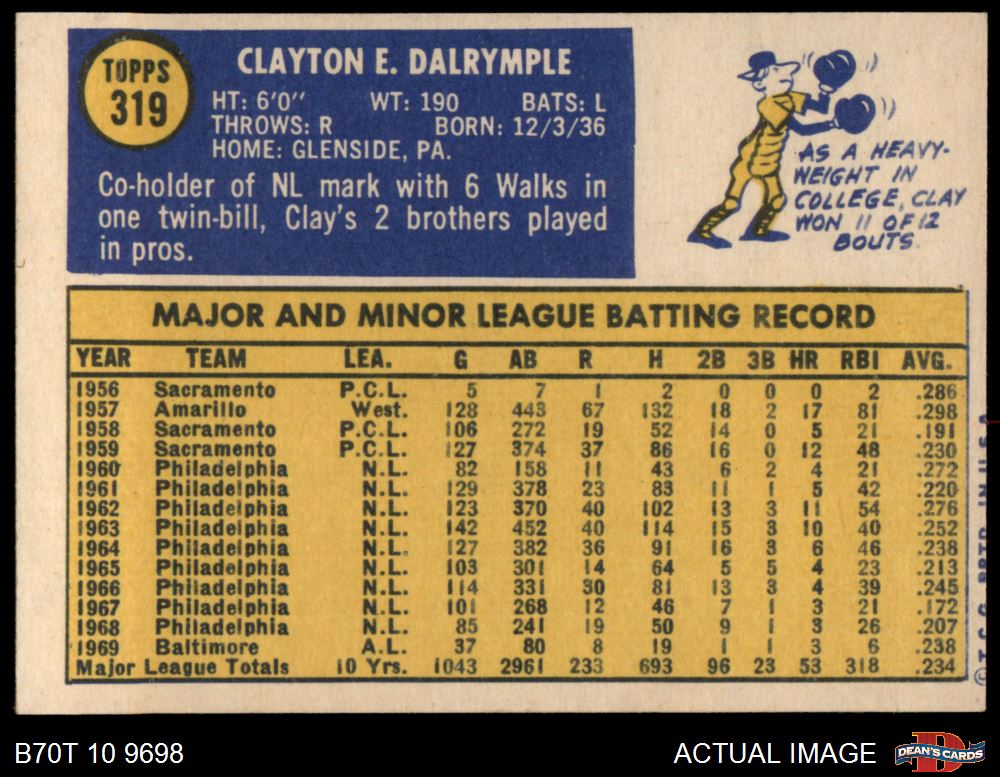 TOPPS
319
CLAYTON E. DALRYMPLE
HT: 6'0" WT: 190 BATS: L
THROWS: R BORN: 12/3/36
HOME: GLENSIDE, PA.
Co-holder of NL mark with 6 Walks in
one twin-bill, Clay's 2 brothers played
in pros.
AS A HEAVY-
WEIGHT IN
COLLEGE, CLAY
WON 11 OF 12
BOUTS.
MAJOR AND MINOR LEAGUE BATTING RECORD
YEAR TEAM LEA. G AB R H 2B 3B HR RBI AVG.
1956 Sacramento P.C.L. 5 7 1 2 0 0 0 2 .286
1957 Amarillo West. 128 443 67 132 18 2 17 81 .298
1958 Sacramento P.C.L. 106 272 19 52 14 0 5 21 .191
1959 Sacramento P.C.L. 127 374 37 86 16 0 12 48 .230
1960 Philadelphia N.L. 82 158 11 43 6 2 4 21 .272
1961 Philadelphia N.L. 129 378 23 83 11 1 5 42 .220
1962 Philadelphia N.L. 123 370 40 102 13 3 11 54 .276
1963 Philadelphia N.L. 142 452 40 114 15 3 10 40 .252
1964 Philadelphia N.L. 127 382 36 91 16 3 6 46 .238
1965 Philadelphia N.L. 103 301 14 64 5 5 4 23 .213
1966 Philadelphia N.L. 114 331 30 81 13 3 4 39 .245
1967 Philadelphia N.L. 101 268 12 46 7 1 3 21 .172
1968 Philadelphia N.L. 85 241 19 50 9 1 3 26 .207
1969 Baltimore A.L. 37 80 8 19 1 1 3 6 .238
Major League Totals 10 Yrs. 1043 2961 233 693 96 23 53 318 .234
©T.C.G. PRTD. IN U.S.A.
B70T 10 9698
ACTUAL IMAGE
DEAN'S CARDS